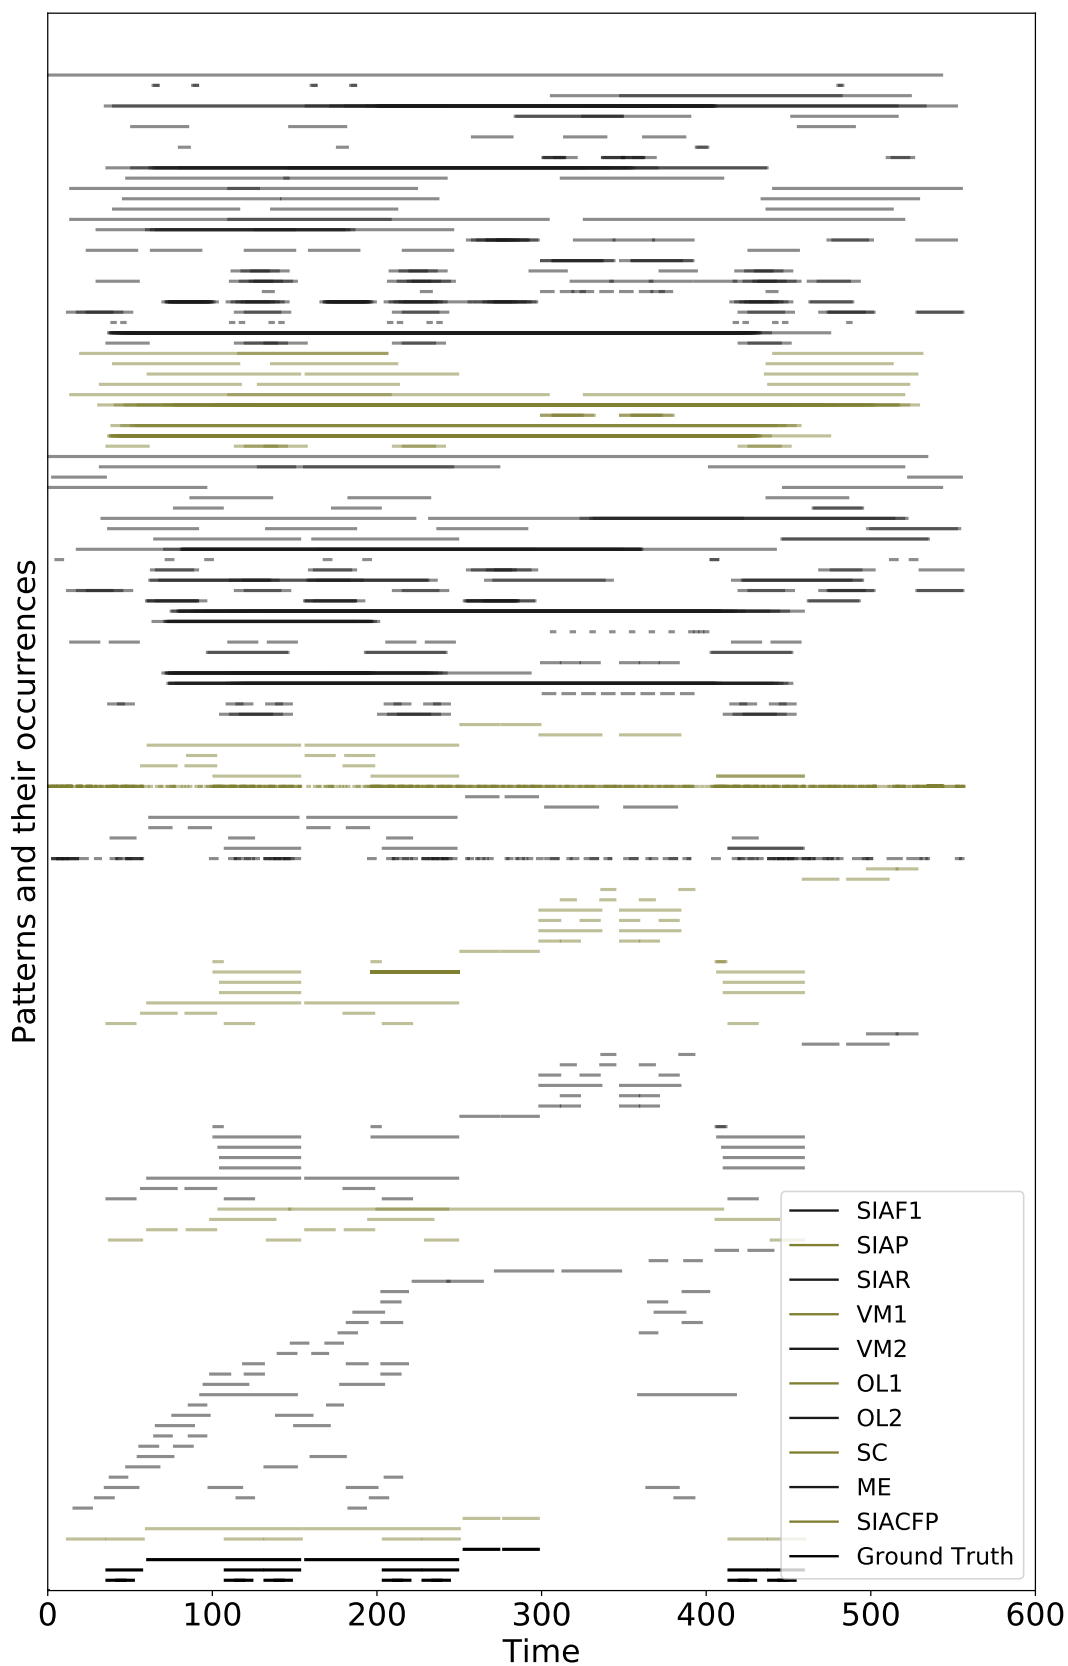 Patterns and their occurrences
SIAF1
SIAP
SIAR
VM1
VM2
OL1
OL2
SC
ME
SIACFP
Ground Truth
0 100 200 300 400 500 600
Time